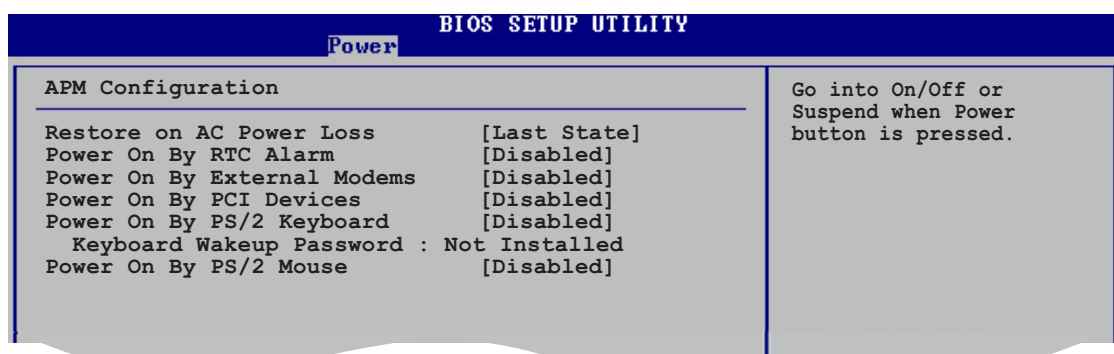 BIOS SETUP UTILITY
Power
APM Configuration
Restore on AC Power Loss [Last State]
Power On By RTC Alarm [Disabled]
Power On By External Modems [Disabled]
Power On By PCI Devices [Disabled]
Power On By PS/2 Keyboard [Disabled]
Keyboard Wakeup Password : Not Installed
Power On By PS/2 Mouse [Disabled]
Go into On/Off or
Suspend when Power
button is pressed.